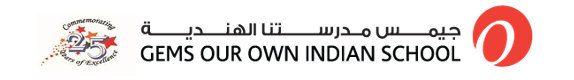 Commemorating
25
Years of Excellence
جيمس مدرستنا الهندية
GEMS OUR OWN INDIAN SCHOOL